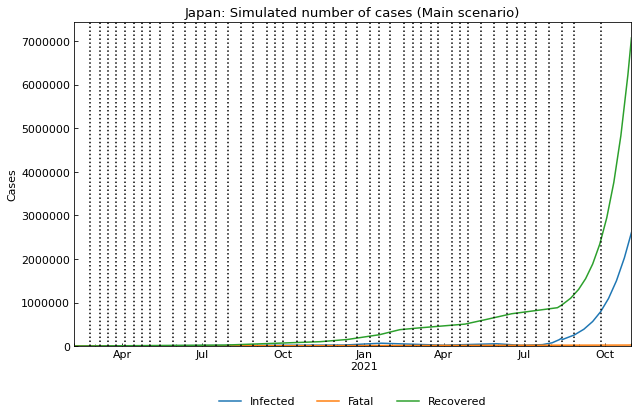 Japan: Simulated number of cases (Main scenario)
7000000
6000000
5000000
4000000
3000000
2000000
1000000
0
Cases
Apr Jul Oct Jan Apr Jul Oct
2021
Infected Fatal Recovered